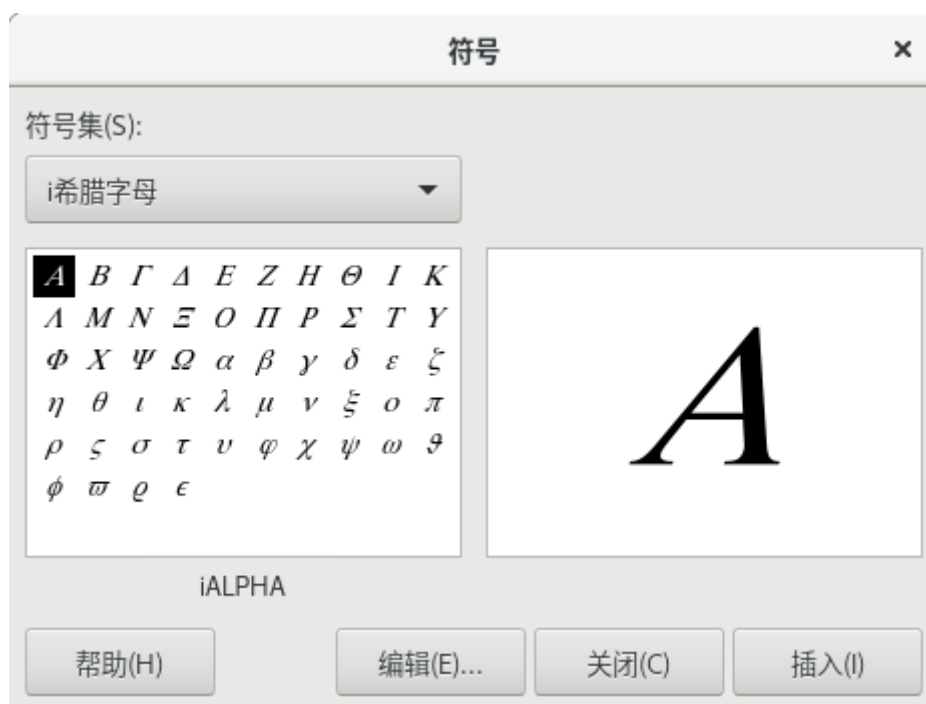 符号 ×
符号集(S):
i希腊字母
Α Β Γ Δ Ε Ζ Η Θ Ι Κ
Λ Μ Ν Ξ Ο Π Ρ Σ Τ Υ
Φ Χ Ψ Ω α β γ δ ε ζ
η θ ι κ λ μ ν ξ ο π
ρ ς σ τ υ φ χ ψ ω ϑ
ϕ ϖ ϱ ϵ
Α
iALPHA
帮助(H) 编辑(E)... 关闭(C) 插入(I)